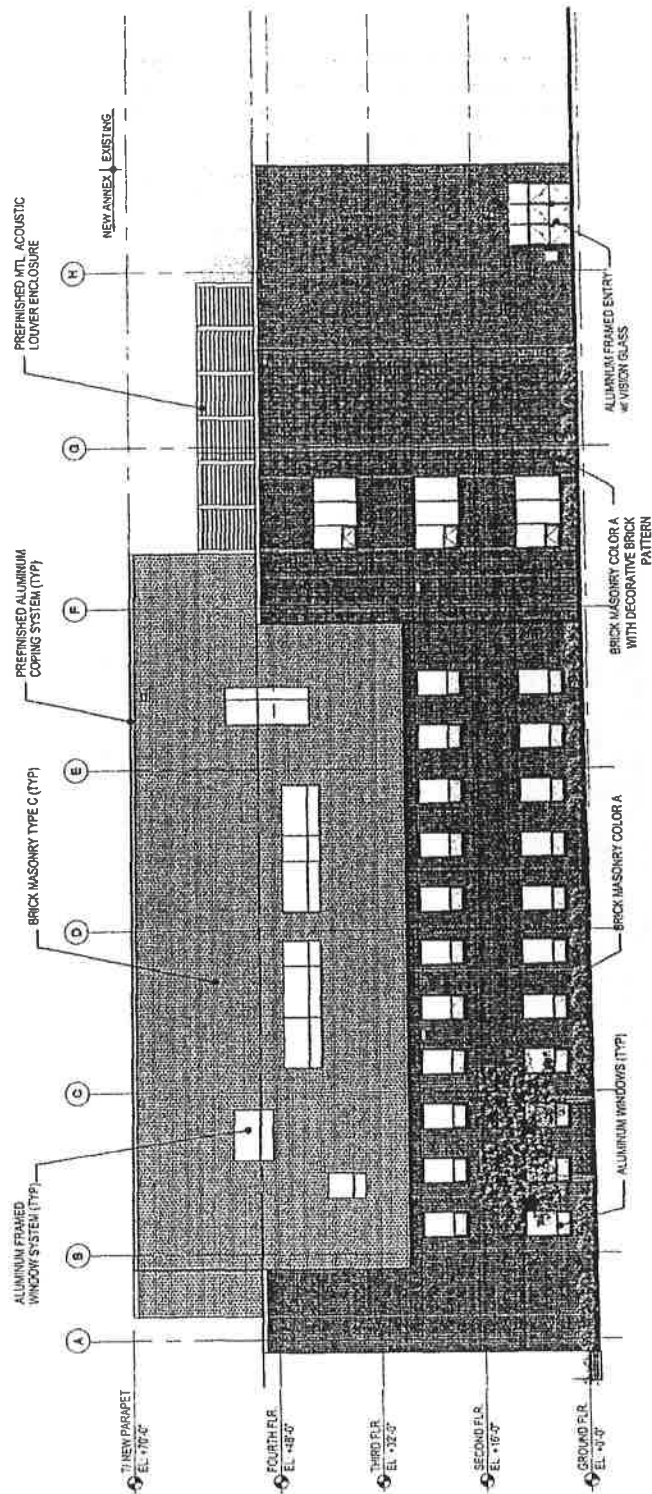 NEW ANNEX
EXISTING
PREFINISHED MTL. ACOUSTIC
LOUVER ENCLOSURE
PREFINISHED ALUMINUM
COPING SYSTEM (TYP)
BRICK MASONRY TYPE C (TYP)
ALUMINUM FRAMED
WINDOW SYSTEM (TYP)
A
B
C
D
E
F
G
H
T/ NEW PARAPET
EL. +70'-0"
FOURTH FLR.
EL. +48'-0"
THIRD FLR.
EL. +32'-0"
SECOND FLR.
EL. +16'-0"
GROUND FLR.
EL. +0'-0"
ALUMINUM WINDOWS (TYP)
BRICK MASONRY COLOR A
BRICK MASONRY COLOR A
WITH DECORATIVE BRICK
PATTERN
ALUMINUM FRAMED ENTRY
w/ VISION GLASS